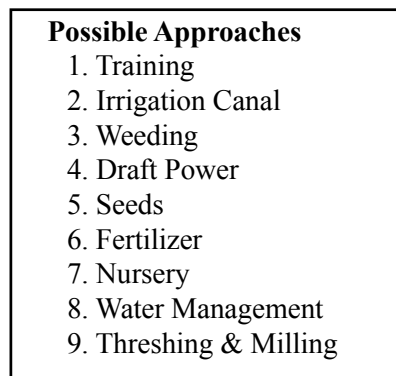 Possible Approaches
1. Training
2. Irrigation Canal
3. Weeding
4. Draft Power
5. Seeds
6. Fertilizer
7. Nursery
8. Water Management
9. Threshing & Milling